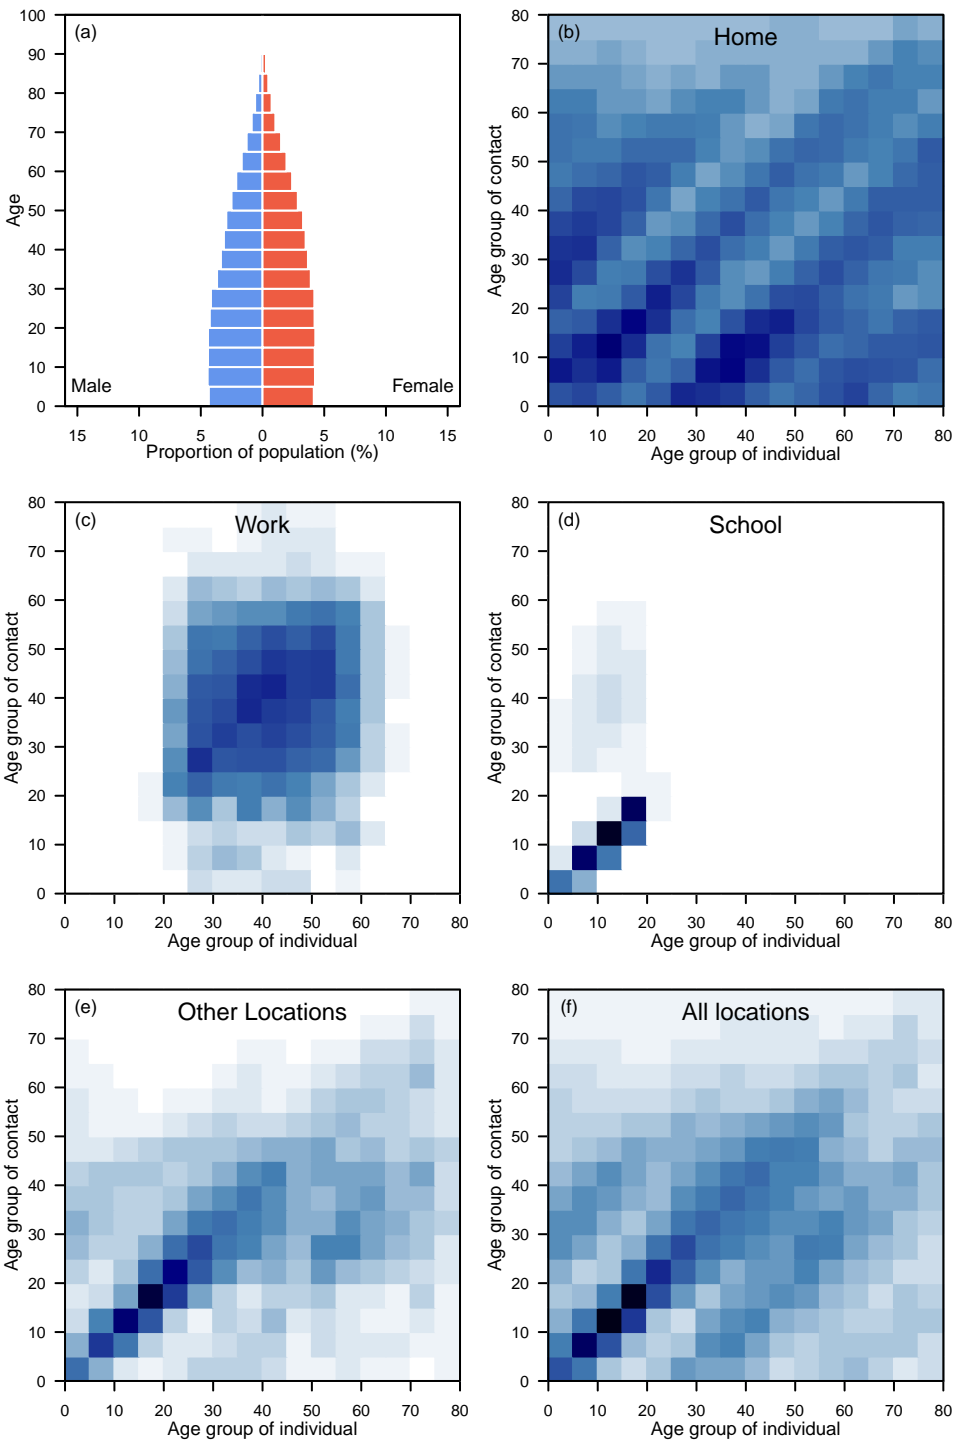 (a)
100
90
80
70
60
50
40
30
20
10
0
Age
Male
Female
15 10 5 0 5 10 15
Proportion of population (%)
(b)
Home
80
70
60
50
40
30
20
10
0
Age group of contact
0 10 20 30 40 50 60 70 80
Age group of individual
(c)
Work
80
70
60
50
40
30
20
10
0
Age group of contact
0 10 20 30 40 50 60 70 80
Age group of individual
(d)
School
80
70
60
50
40
30
20
10
0
Age group of contact
0 10 20 30 40 50 60 70 80
Age group of individual
(e)
Other Locations
80
70
60
50
40
30
20
10
0
Age group of contact
0 10 20 30 40 50 60 70 80
Age group of individual
(f)
All locations
80
70
60
50
40
30
20
10
0
Age group of contact
0 10 20 30 40 50 60 70 80
Age group of individual